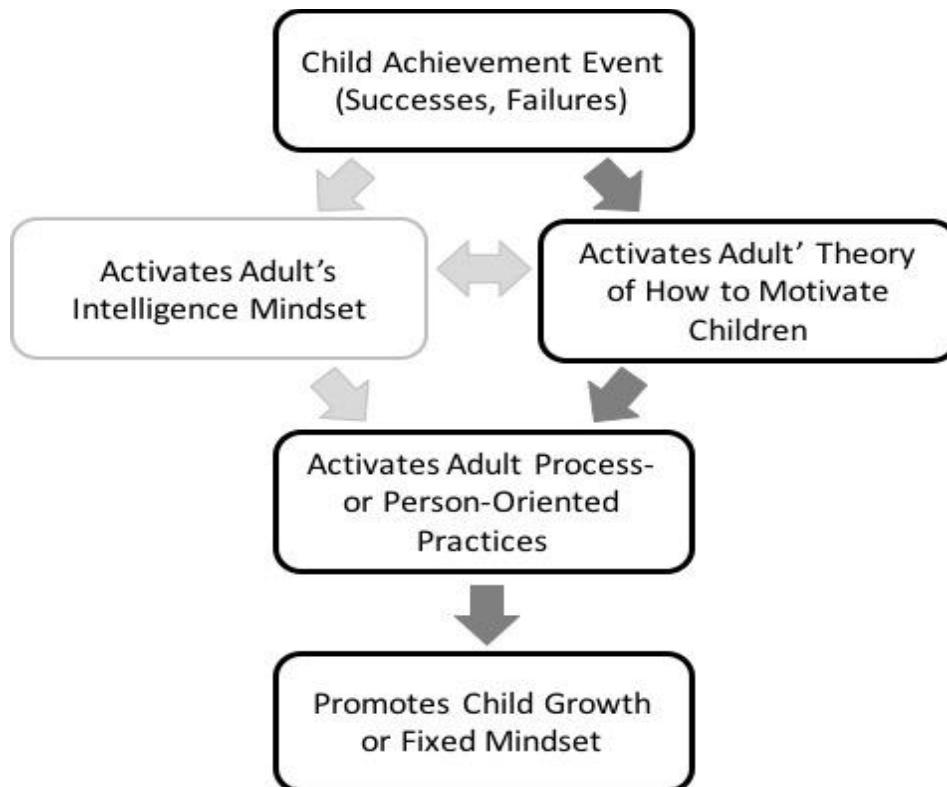 Child Achievement Event
(Successes, Failures)
Activates Adult’s
Intelligence Mindset
Activates Adult’ Theory
of How to Motivate
Children
Activates Adult Process-
or Person-Oriented
Practices
Promotes Child Growth
or Fixed Mindset